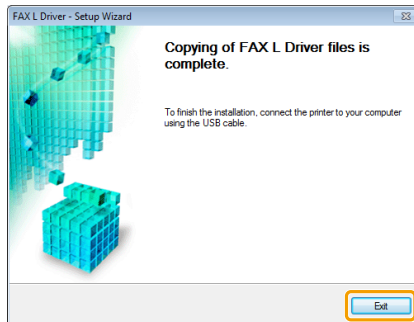 FAX L Driver - Setup Wizard
Copying of FAX L Driver files is
complete.
To finish the installation, connect the printer to your computer
using the USB cable.
Exit